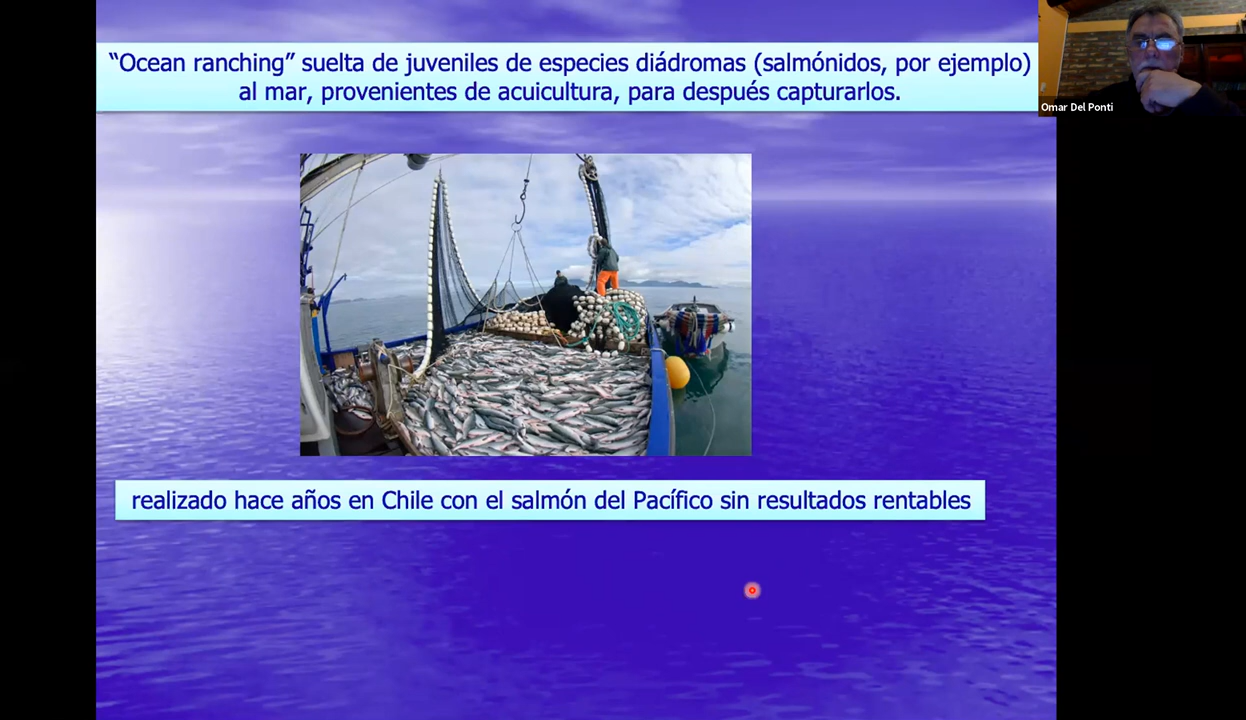 “Ocean ranching” suelta de juveniles de especies diádromas (salmónidos, por ejemplo)
al mar, provenientes de acuicultura, para después capturarlos.
Omar Del Ponti
realizado hace años en Chile con el salmón del Pacífico sin resultados rentables